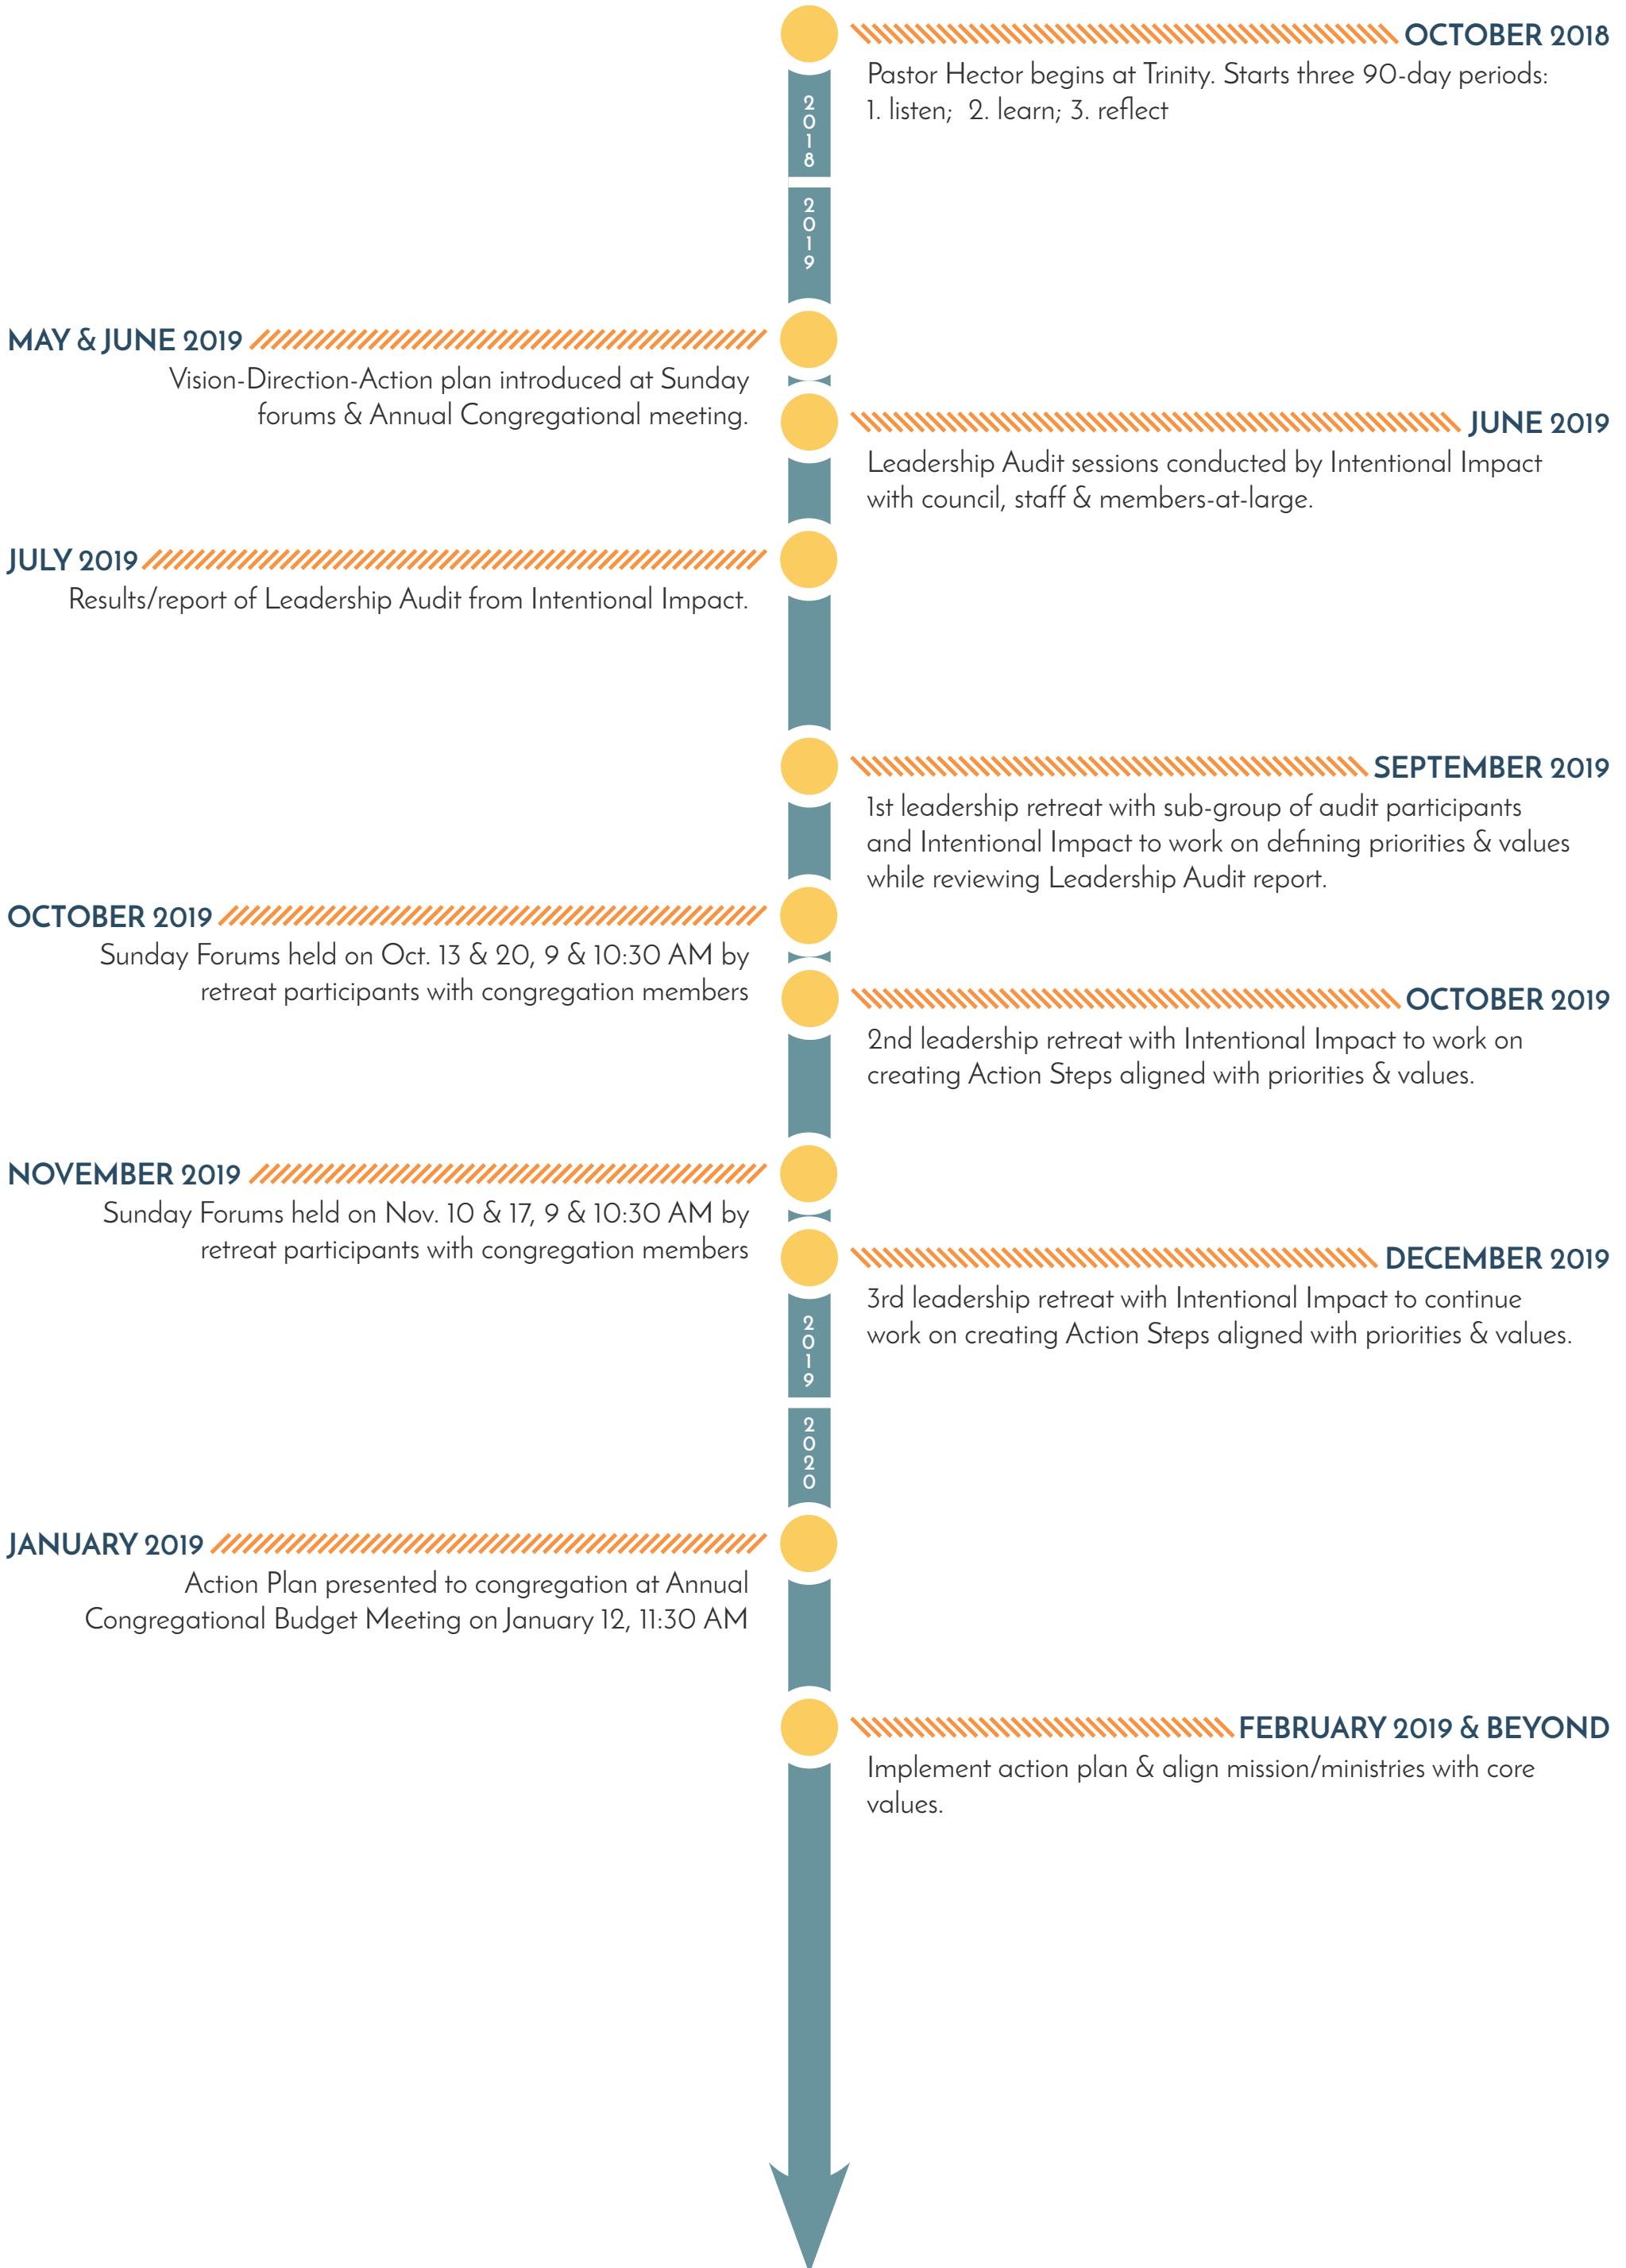 OCTOBER 2018
Pastor Hector begins at Trinity. Starts three 90-day periods:
1. listen;  2. learn; 3. reflect
2018
2019
MAY & JUNE 2019
Vision-Direction-Action plan introduced at Sunday
forums & Annual Congregational meeting.
JUNE 2019
Leadership Audit sessions conducted by Intentional Impact
with council, staff & members-at-large.
JULY 2019
Results/report of Leadership Audit from Intentional Impact.
SEPTEMBER 2019
1st leadership retreat with sub-group of audit participants
and Intentional Impact to work on defining priorities & values
while reviewing Leadership Audit report.
OCTOBER 2019
Sunday Forums held on Oct. 13 & 20, 9 & 10:30 AM by
retreat participants with congregation members
OCTOBER 2019
2nd leadership retreat with Intentional Impact to work on
creating Action Steps aligned with priorities & values.
NOVEMBER 2019
Sunday Forums held on Nov. 10 & 17, 9 & 10:30 AM by
retreat participants with congregation members
DECEMBER 2019
3rd leadership retreat with Intentional Impact to continue
work on creating Action Steps aligned with priorities & values.
2019
2020
JANUARY 2019
Action Plan presented to congregation at Annual
Congregational Budget Meeting on January 12, 11:30 AM
FEBRUARY 2019 & BEYOND
Implement action plan & align mission/ministries with core
values.